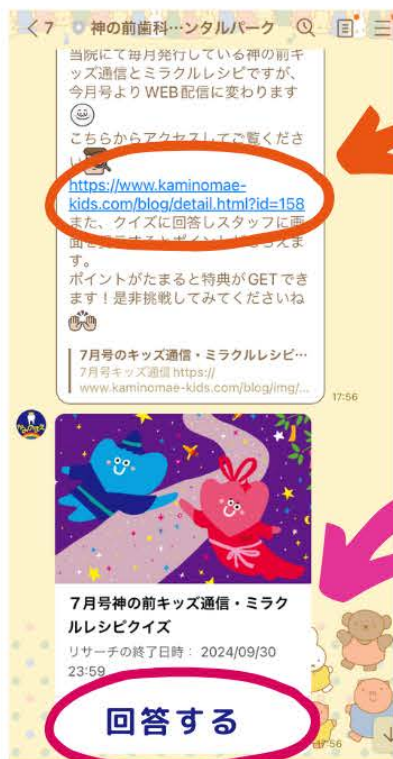 7
神の前歯科…ンタルパーク
当院にて毎月発行している神の前キ
ッズ通信とミラクルレシピですが、
今月号よりWEB配信に変わります
こちらからアクセスしてご覧くださ
い
https://www.kaminomae-
kids.com/blog/detail.html?id=158
また、クイズに回答しスタッフに画
す。
ポイントがたまると特典がGETでき
ます!是非挑戦してみてくださいね
7月号のキッズ通信・ミラクルレシピ…
7月号キッズ通信 https://
www.kaminomae-kids.com/blog/img/...
17:56
7月号神の前キッズ通信・ミラク
ルレシピクイズ
リサーチの終了日時: 2024/09/30
23:59
回答する
17:56